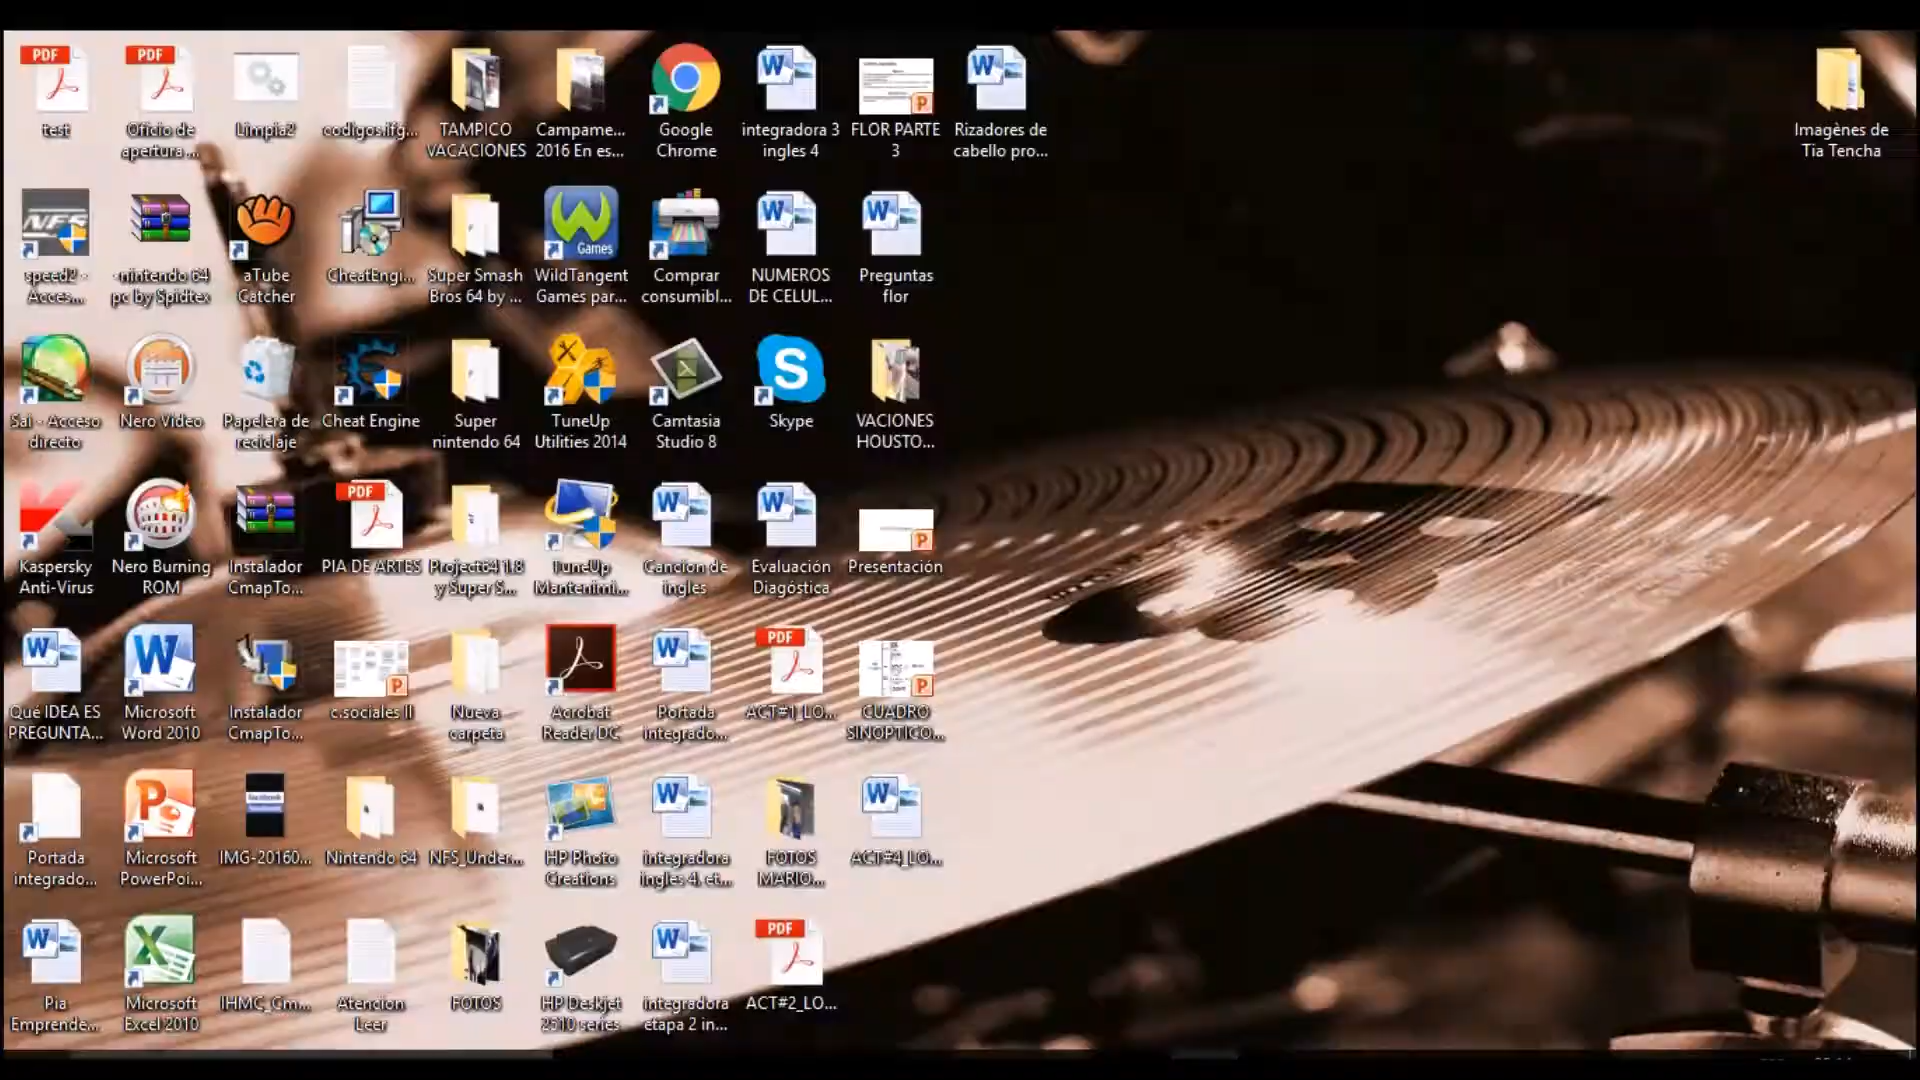 PDF
test
PDF
Oficio de
apertura ...
Limpia2
codigos.ifg...
TAMPICO
VACACIONES
Campame...
2016 En es...
Google
Chrome
W
integradora 3
ingles 4
P
FLOR PARTE
3
W
Rizadores de
cabello pro...
Imagènes de
Tia Tencha
NFS
speed2 -
Acces...
-nintendo 64
pc by Spidtex
aTube
Catcher
CheatEngi...
Super Smash
Bros 64 by ...
Games
WildTangent
Games par...
Comprar
consumibl...
W
NUMEROS
DE CELUL...
W
Preguntas
flor
Sai - Acceso
directo
Nero Video
Papelera de
reciclaje
Cheat Engine
Super
nintendo 64
TuneUp
Utilities 2014
Camtasia
Studio 8
S
Skype
VACIONES
HOUSTO...
Kaspersky
Anti-Virus
Nero Burning
ROM
Instalador
CmapTo...
PDF
PIA DE ARTES
Project64 1.8
y Super S...
TuneUp
Mantenimi...
W
Cancion de
ingles
W
Evaluación
Diagóstica
P
Presentación
W
Qué IDEA ES
PREGUNTA...
W
Microsoft
Word 2010
Instalador
CmapTo...
P
c.sociales II
Nueva
carpeta
Acrobat
Reader DC
W
Portada
integrado...
PDF
ACT#1_LO...
P
CUADRO
SINOPTICO...
Portada
integrado...
P
Microsoft
PowerPoi...
IMG-20160...
Nintendo 64
NFS_Under...
HP Photo
Creations
W
integradora
ingles 4, et...
FOTOS
MARIO...
W
ACT#4_LO...
W
Pia
Emprende...
X
Microsoft
Excel 2010
IHMC_Cm...
Atencion
Leer
FOTOS
HP Deskjet
2510 series
W
integradora
etapa 2 in...
PDF
ACT#2_LO...